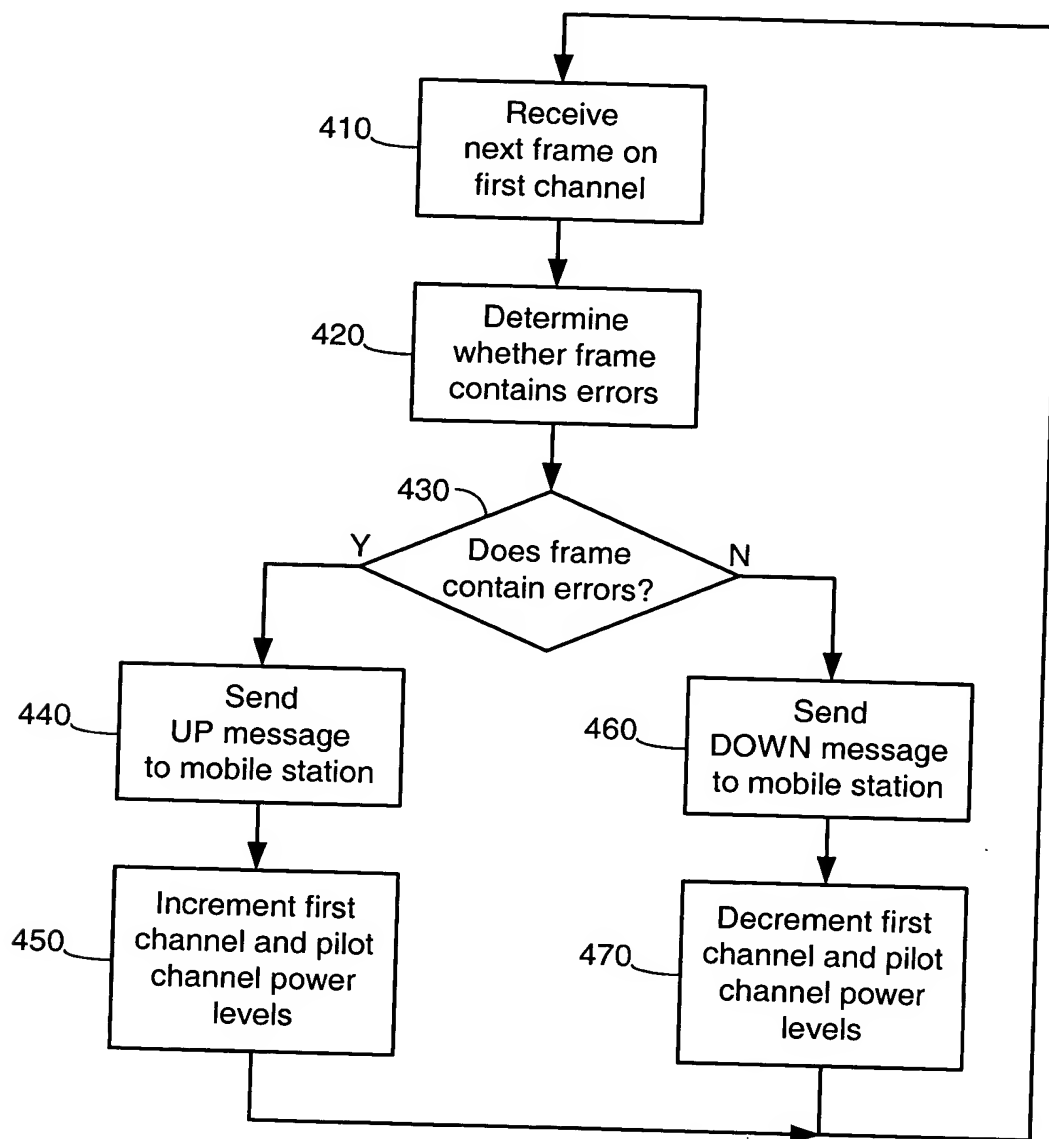 410
Receive
next frame on
first channel
420
Determine
whether frame
contains errors
430
Y
Does frame
contain errors?
N
440
Send
UP message
to mobile station
460
Send
DOWN message
to mobile station
450
Increment first
channel and pilot
channel power
levels
470
Decrement first
channel and pilot
channel power
levels